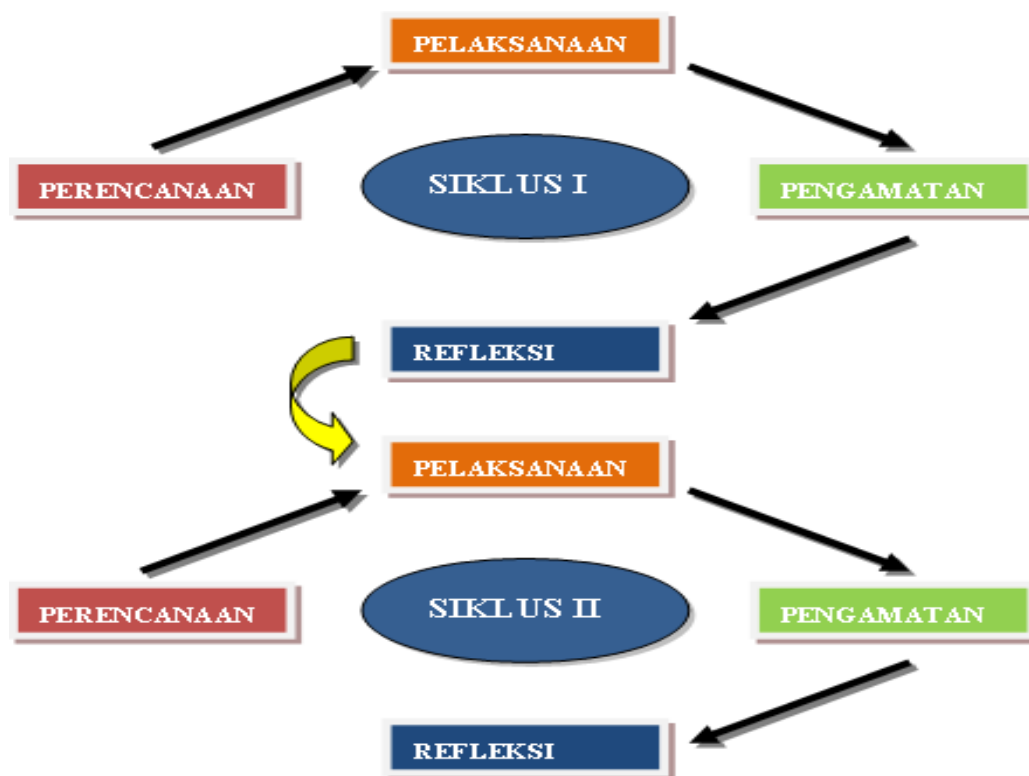 PELAKSANAAN
PERENCANAAN
SIKLUS I
PENGAMATAN
REFLEKSI
PELAKSANAAN
PERENCANAAN
SIKLUS II
PENGAMATAN
REFLEKSI